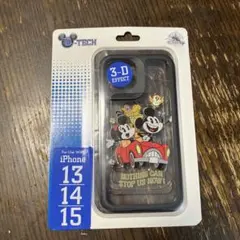 -TECH
3-D
EFFECT
For Use With
iPhone
13
14
15
NOTHING CAN
STOP US NOW!